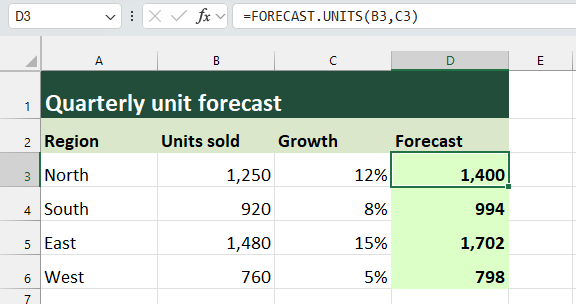 D3 fx =FORECAST.UNITS(B3,C3)
A B C D E
1 Quarterly unit forecast
2 Region Units sold Growth Forecast
3 North 1,250 12% 1,400
4 South 920 8% 994
5 East 1,480 15% 1,702
6 West 760 5% 798
7